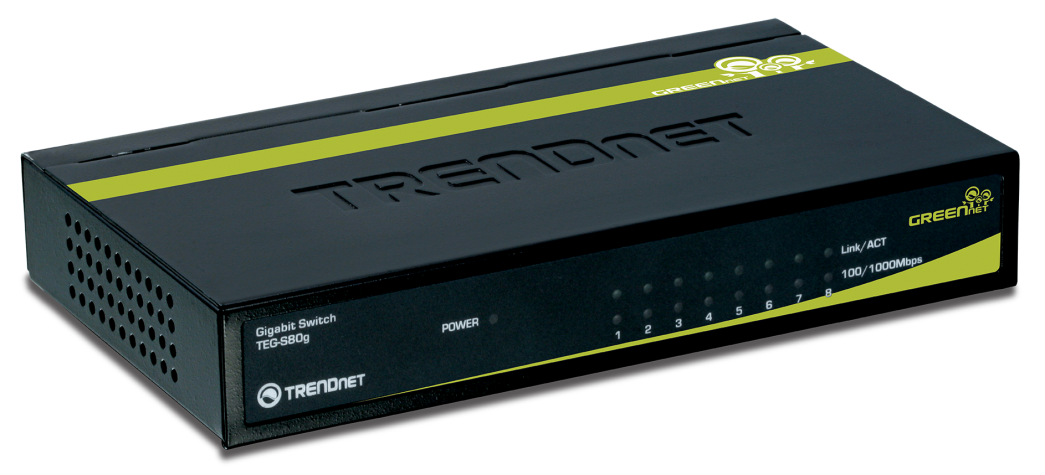 GREENnet
TRENDnet
GREENnet
Link/ACT
100/1000Mbps
Gigabit Switch
TEG-S80g
POWER
1 2 3 4 5 6 7 8
TRENDnet